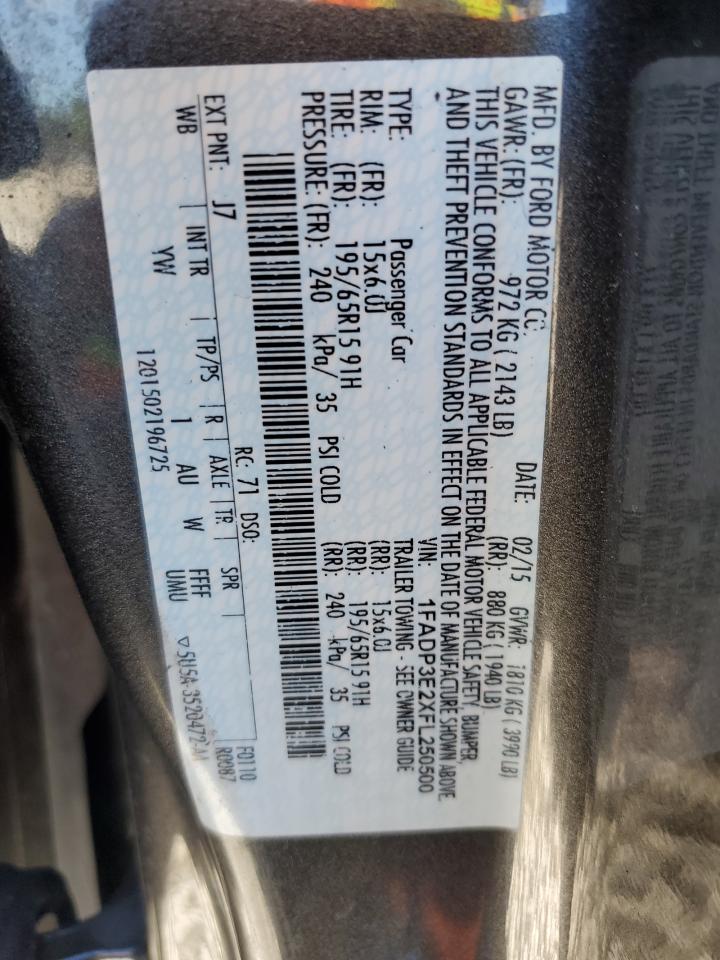 MFD. BY FORD MOTOR CO. DATE: 02/15 GVWR: 1810 KG ( 3990 LB)
GAWR: (FR): 972 KG ( 2143 LB) (RR): 880 KG ( 1940 LB)
THIS VEHICLE CONFORMS TO ALL APPLICABLE FEDERAL MOTOR VEHICLE SAFETY, BUMPER,
AND THEFT PREVENTION STANDARDS IN EFFECT ON THE DATE OF MANUFACTURE SHOWN ABOVE.
VIN: 1FADP3E2XFL250500
TYPE: Passenger Car TRAILER TOWING - SEE OWNER GUIDE
RIM: (FR): 15x6.0J (RR): 15x6.0J
TIRE: (FR): 195/65R15 91H (RR): 195/65R15 91H
PRESSURE: (FR): 240 kPa/ 35 PSI COLD (RR): 240 kPa/ 35 PSI COLD
RC: 71 DSO: F0110
EXT PNT: J7 R0087
WB INT TR TP/PS R AXLE TR SPR
YW 1 AU W FFFF
UMU
1201502196725 ▽5U5A-3520472-AA